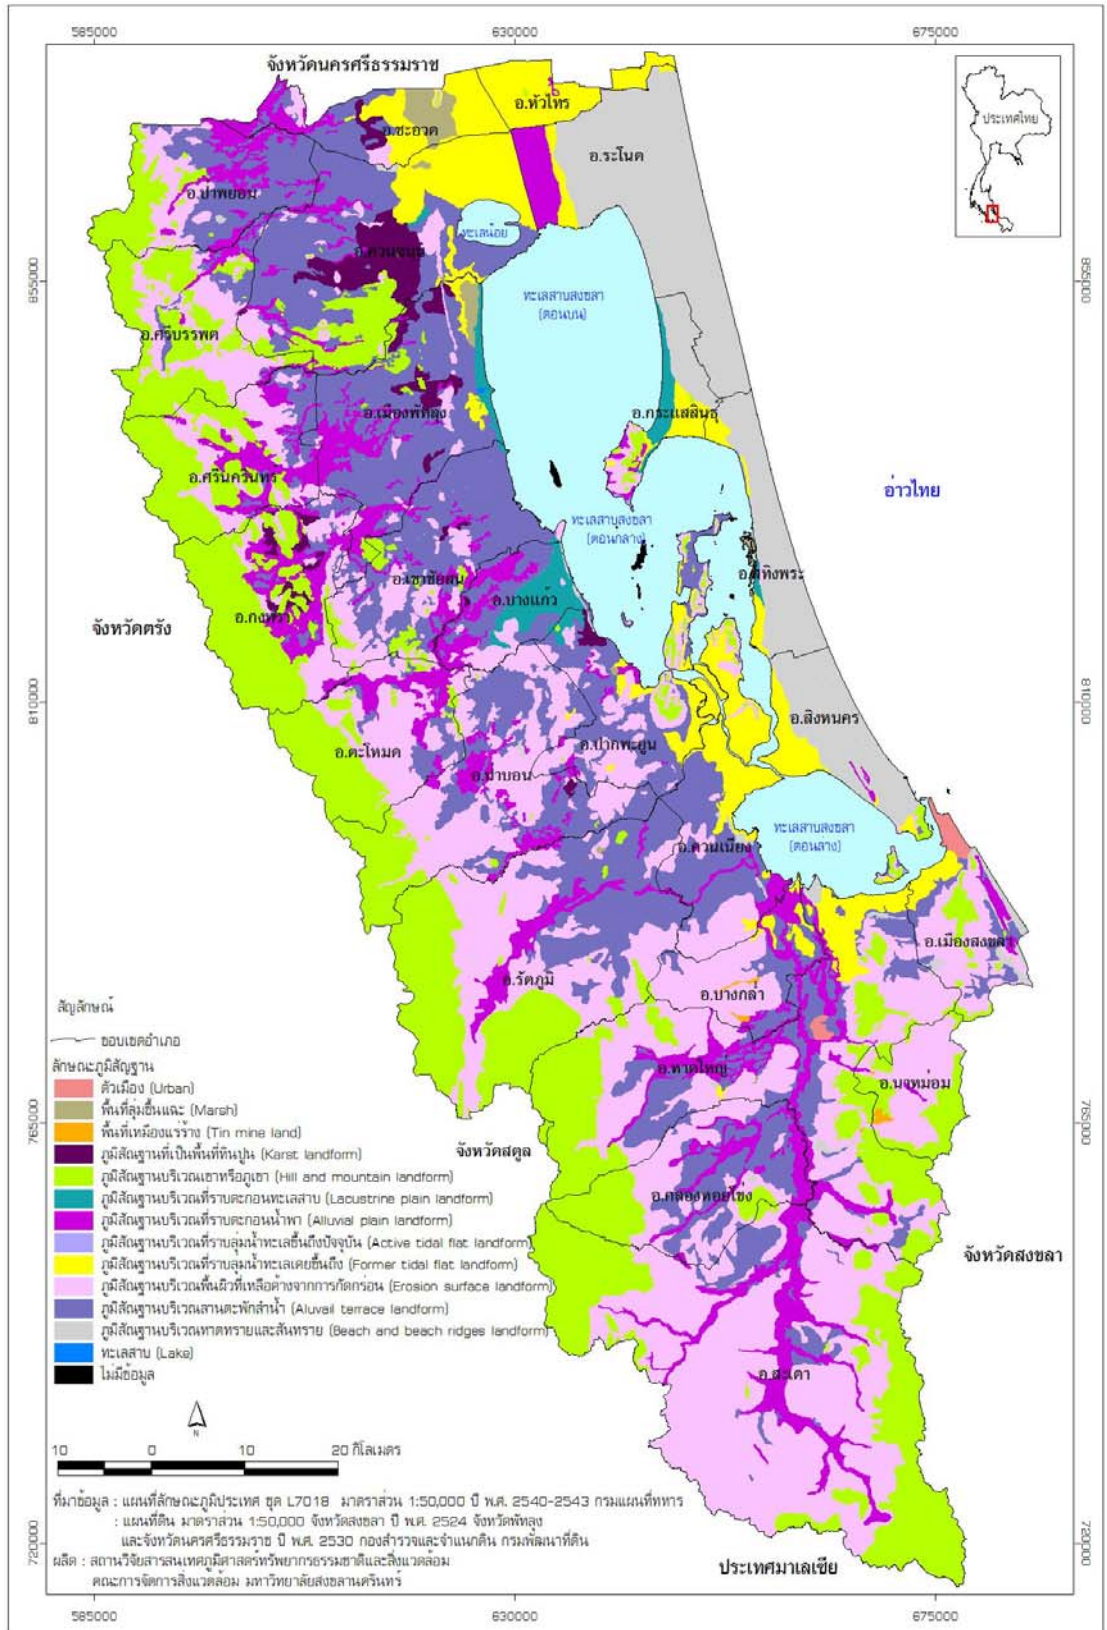 585000 630000 675000
จังหวัดนครศรีธรรมราช
อ.หัวไทร
ประเทศไทย
อ.ชะอวด
อ.ระโนด
อ.ป่าพยอม
ทะเลน้อย
อ.ควนขนุน
855000 855000
ทะเลสาบสงขลา
(ตอนบน)
อ.ศรีบรรพต
อ.เมืองพัทลุง
อ.กระแสสินธุ์
อ.ศรีนครินทร์
อ่าวไทย
ทะเลสาบสงขลา
(ตอนกลาง)
อ.สทิงพระ
อ.เขาชัยสน
อ.บางแก้ว
อ.กงหรา
จังหวัดตรัง
810000 810000
อ.สิงหนคร
อ.ตะโหมด
อ.ปากพะยูน
อ.ป่าบอน
ทะเลสาบสงขลา
(ตอนล่าง)
อ.ควนเนียง
อ.เมืองสงขลา
อ.รัตภูมิ
อ.บางกล่ำ
สัญลักษณ์
ขอบเขตอำเภอ
ลักษณะภูมิสัณฐาน
อ.หาดใหญ่
อ.นาหม่อม
ตัวเมือง (Urban)
พื้นที่ลุ่มชื้นแฉะ (Marsh)
765000 765000
พื้นที่เหมืองแร่ร้าง (Tin mine land)
จังหวัดสตูล
ภูมิสัณฐานที่เป็นพื้นที่หินปูน (Karst landform)
ภูมิสัณฐานบริเวณเขาหรือภูเขา (Hill and mountain landform)
ภูมิสัณฐานบริเวณที่ราบตะกอนทะเลสาบ (Lacustrine plain landform)
อ.คลองหอยโข่ง
ภูมิสัณฐานบริเวณที่ราบตะกอนน้ำพา (Alluvial plain landform)
ภูมิสัณฐานบริเวณที่ราบลุ่มน้ำทะเลขึ้นถึงปัจจุบัน (Active tidal flat landform)
จังหวัดสงขลา
ภูมิสัณฐานบริเวณที่ราบลุ่มน้ำทะเลเคยขึ้นถึง (Former tidal flat landform)
ภูมิสัณฐานบริเวณพื้นผิวที่เหลือค้างจากการกัดกร่อน (Erosion surface landform)
ภูมิสัณฐานบริเวณลานตะพักลำน้ำ (Aluvail terrace landform)
ภูมิสัณฐานบริเวณหาดทรายและสันทราย (Beach and beach ridges landform)
ทะเลสาบ (Lake)
ไม่มีข้อมูล
อ.สะเดา
N
10 0 10 20 กิโลเมตร
ที่มาข้อมูล : แผนที่ลักษณะภูมิประเทศ ชุด L7018 มาตราส่วน 1:50,000 ปี พ.ศ. 2540-2543 กรมแผนที่ทหาร
: แผนที่ดิน มาตราส่วน 1:50,000 จังหวัดสงขลา ปี พ.ศ. 2524 จังหวัดพัทลุง
และจังหวัดนครศรีธรรมราช ปี พ.ศ. 2530 กองสำรวจและจำแนกดิน กรมพัฒนาที่ดิน
720000 720000
ผลิต : สถานวิจัยสารสนเทศภูมิศาสตร์ทรัพยากรธรรมชาติและสิ่งแวดล้อม
ประเทศมาเลเซีย
คณะการจัดการสิ่งแวดล้อม มหาวิทยาลัยสงขลานครินทร์
585000 630000 675000